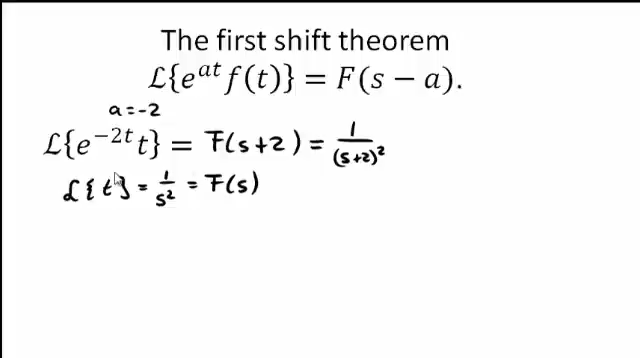 The first shift theorem
ℒ{e^{at} f(t)} = F(s − a).
a = -2
ℒ{e^{−2t} t} = F(s+2) = 1/(s+2)²
ℒ{t} = 1/s² = F(s)